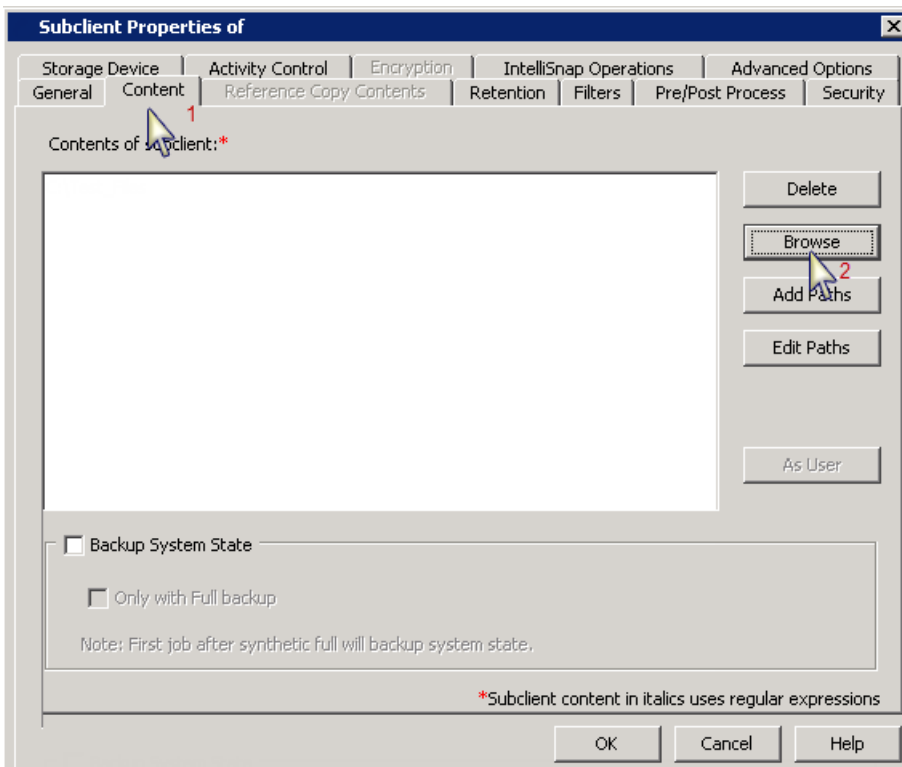 Subclient Properties of
Storage Device Activity Control Encryption IntelliSnap Operations Advanced Options
General Content Reference Copy Contents Retention Filters Pre/Post Process Security
1
Contents of subclient:*
Delete
Browse
2
Add Paths
Edit Paths
As User
Backup System State
Only with Full backup
Note: First job after synthetic full will backup system state.
*Subclient content in italics uses regular expressions
OK Cancel Help